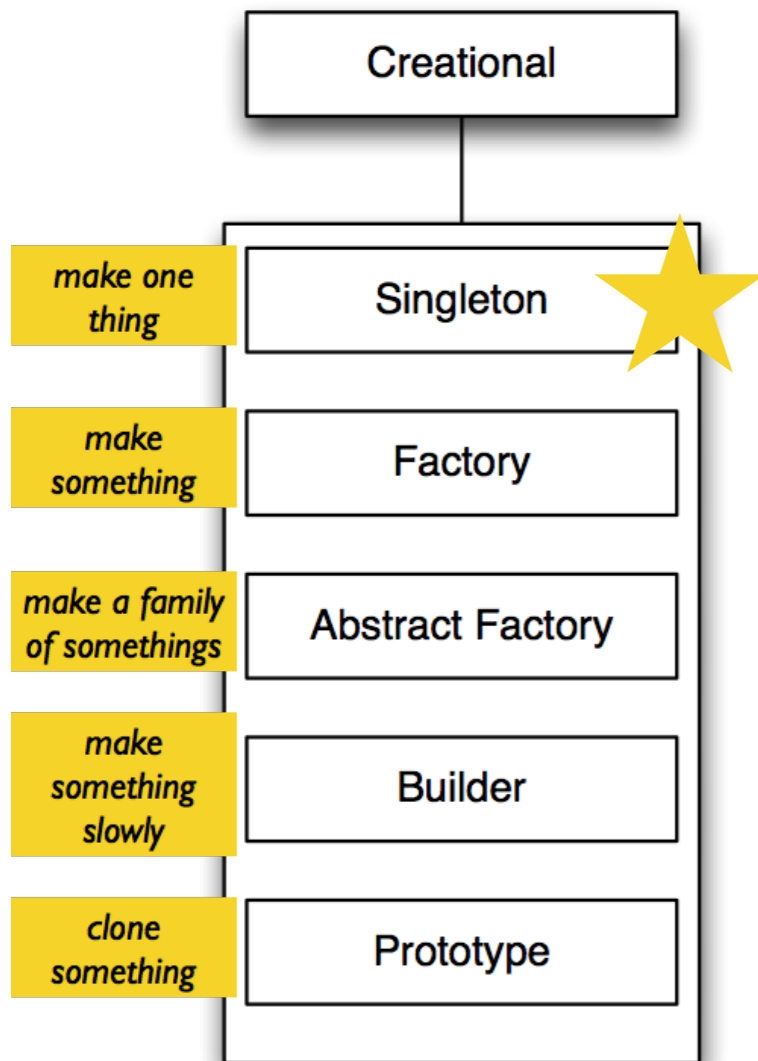 Creational
make one
thing
Singleton
make
something
Factory
make a family
of somethings
Abstract Factory
make
something
slowly
Builder
clone
something
Prototype